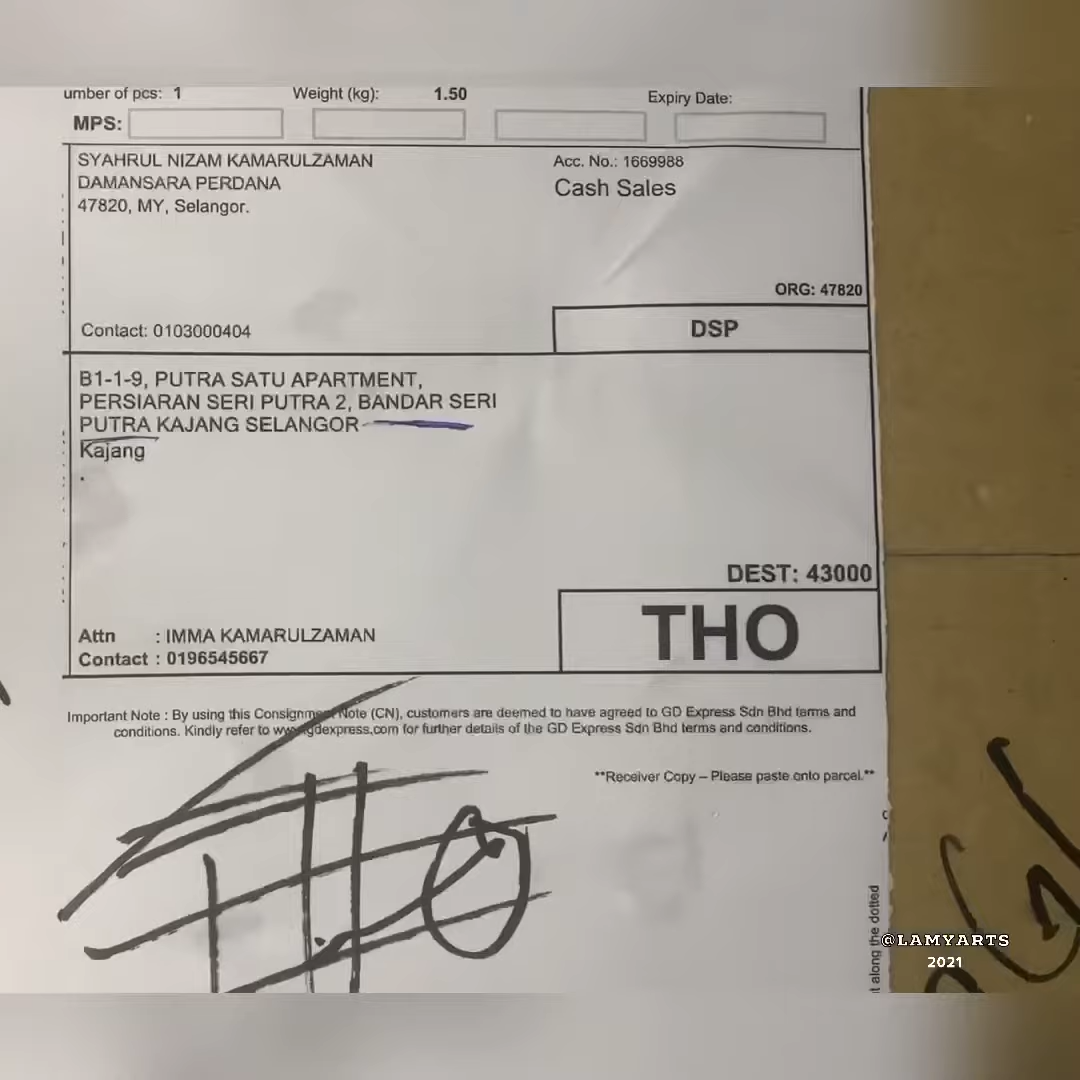 umber of pcs: 1 Weight (kg): 1.50 Expiry Date:
MPS:
SYAHRUL NIZAM KAMARULZAMAN
DAMANSARA PERDANA
47820, MY, Selangor.
Acc. No.: 1669988
Cash Sales
ORG: 47820
Contact: 0103000404
DSP
B1-1-9, PUTRA SATU APARTMENT,
PERSIARAN SERI PUTRA 2, BANDAR SERI
PUTRA KAJANG SELANGOR
Kajang
.
DEST: 43000
Attn : IMMA KAMARULZAMAN
Contact : 0196545667
THO
Important Note : By using this Consignment Note (CN), customers are deemed to have agreed to GD Express Sdn Bhd terms and
conditions. Kindly refer to www.gdexpress.com for further details of the GD Express Sdn Bhd terms and conditions.
**Receiver Copy – Please paste onto parcel.**
along the dotted
@LAMYARTS
2021